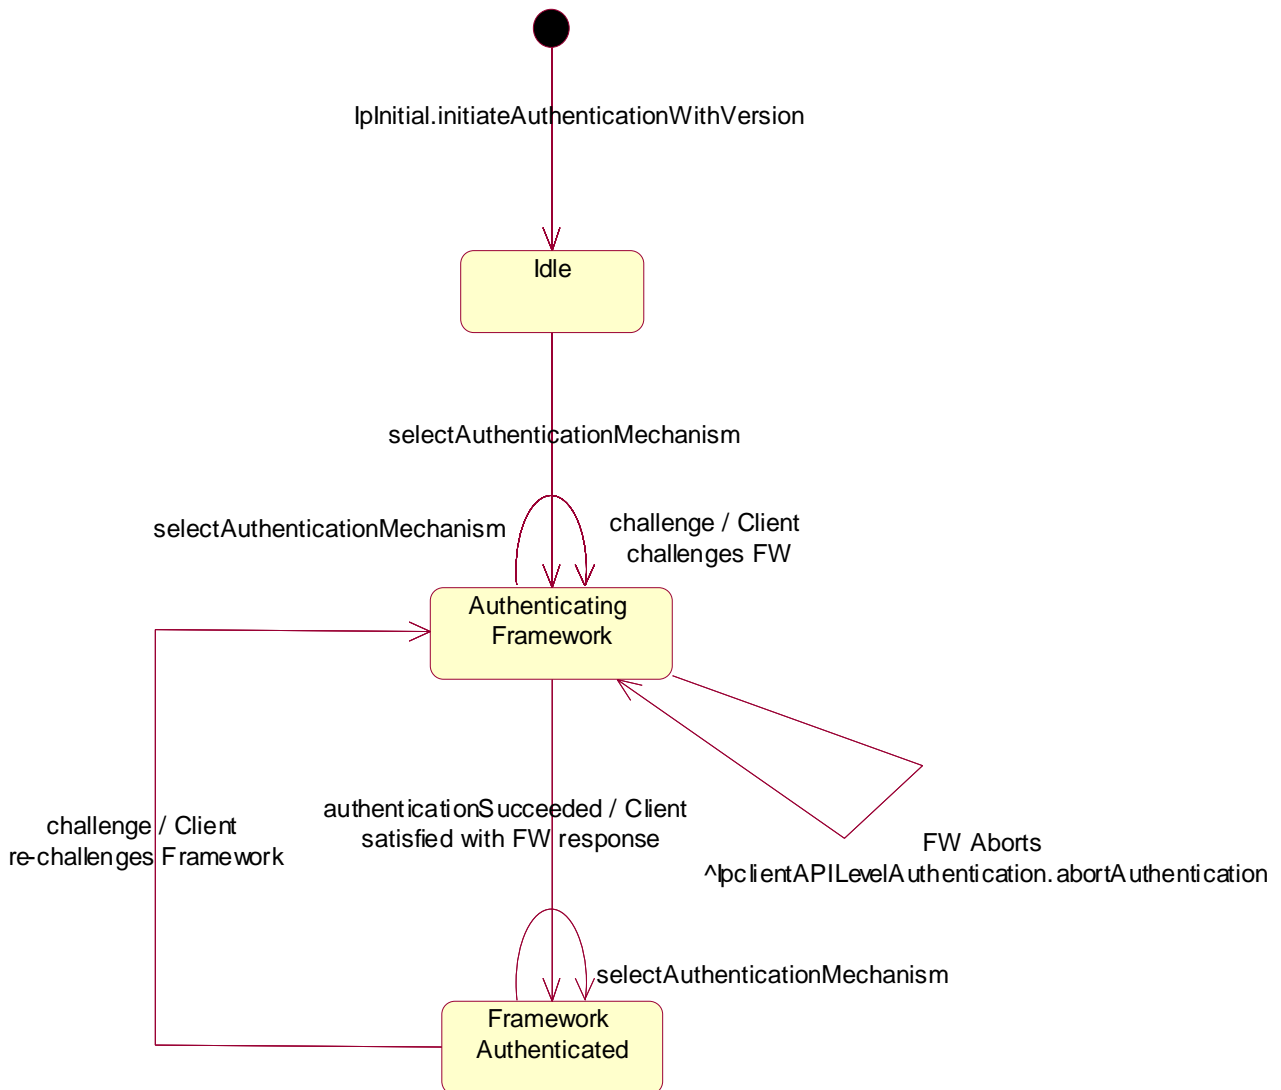 IpInitial.initiateAuthenticationWithVersion
Idle
selectAuthenticationMechanism
selectAuthenticationMechanism
challenge / Client
challenges FW
Authenticating
Framework
authenticationSucceeded / Client
satisfied with FW response
challenge / Client
re-challenges Framework
FW Aborts
^IpclientAPILevelAuthentication.abortAuthentication
selectAuthenticationMechanism
Framework
Authenticated